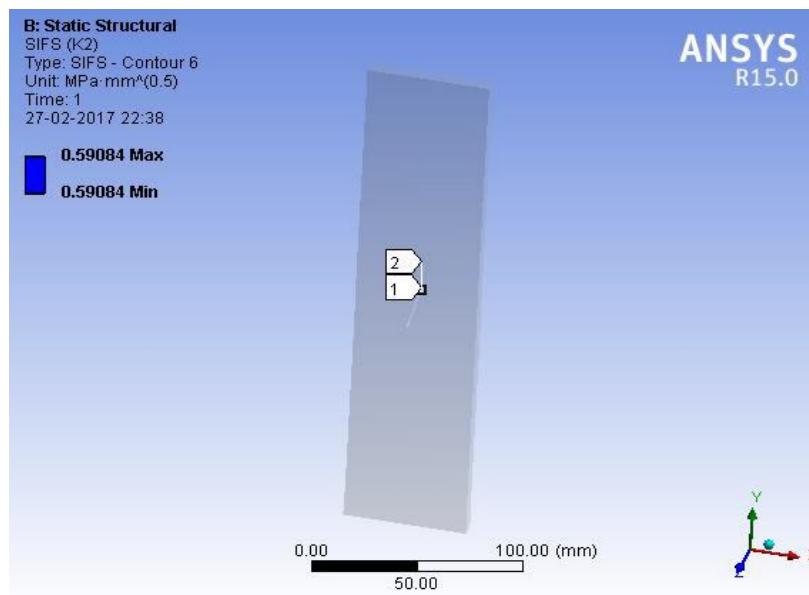 B: Static Structural
SIFS (K2)
Type: SIFS - Contour 6
Unit: MPa·mm^(0.5)
Time: 1
27-02-2017 22:38
0.59084 Max
0.59084 Min
ANSYS
R15.0
2
1
0.00
100.00 (mm)
50.00
Y
Z